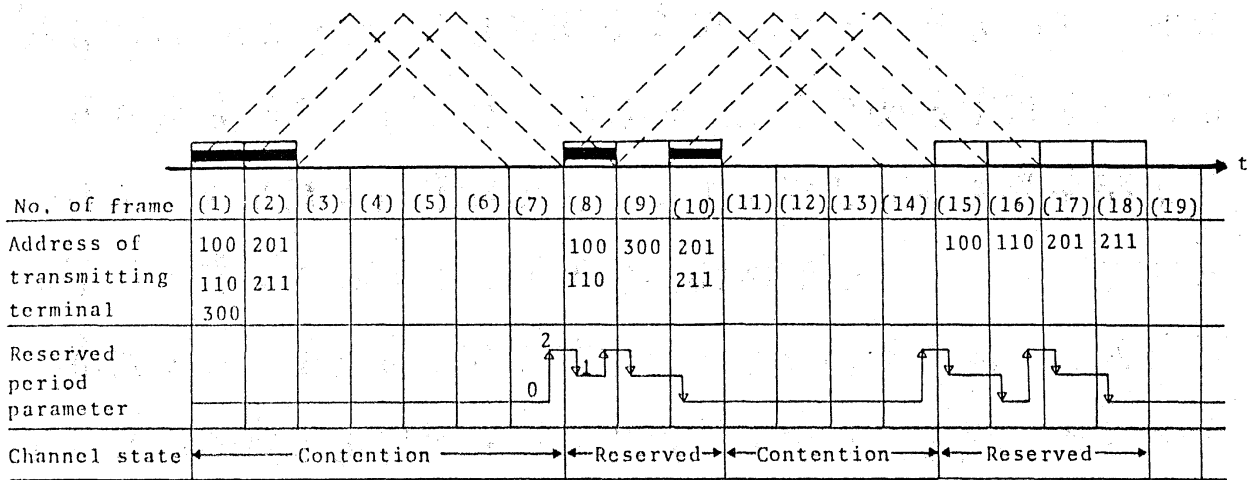 t
No. of frame (1) (2) (3) (4) (5) (6) (7) (8) (9) (10) (11) (12) (13) (14) (15) (16) (17) (18) (19)
Address of 100 201 100 300 201 100 110 201 211
transmitting 110 211 110 211
terminal 300
Reserved 2
period 0 1
parameter
Channel state Contention Reserved Contention Reserved